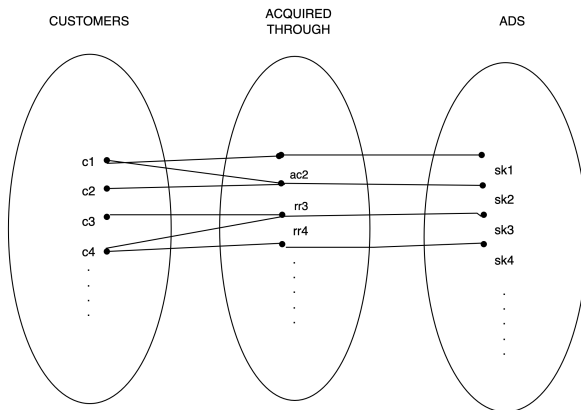 CUSTOMERS
ACQUIRED
THROUGH
ADS
c1
c2
c3
c4
ac2
rr3
rr4
sk1
sk2
sk3
sk4